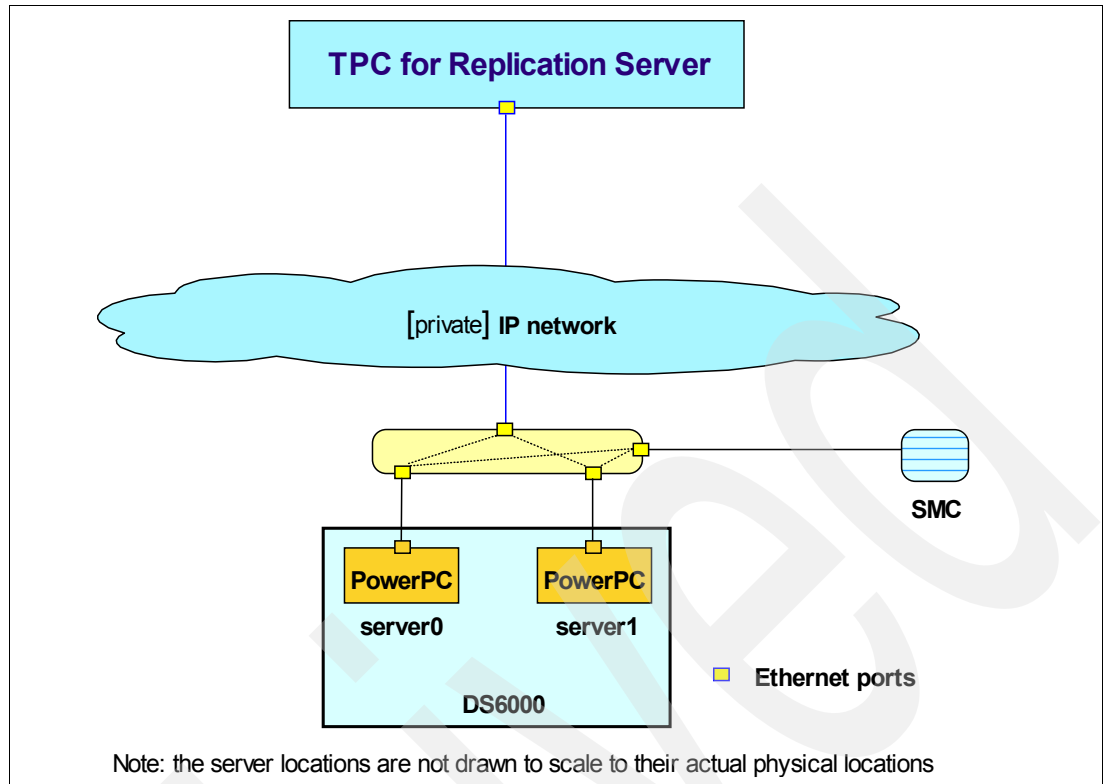 TPC for Replication Server
[private] IP network
SMC
PowerPC PowerPC
server0 server1
Ethernet ports
DS6000
Note: the server locations are not drawn to scale to their actual physical locations